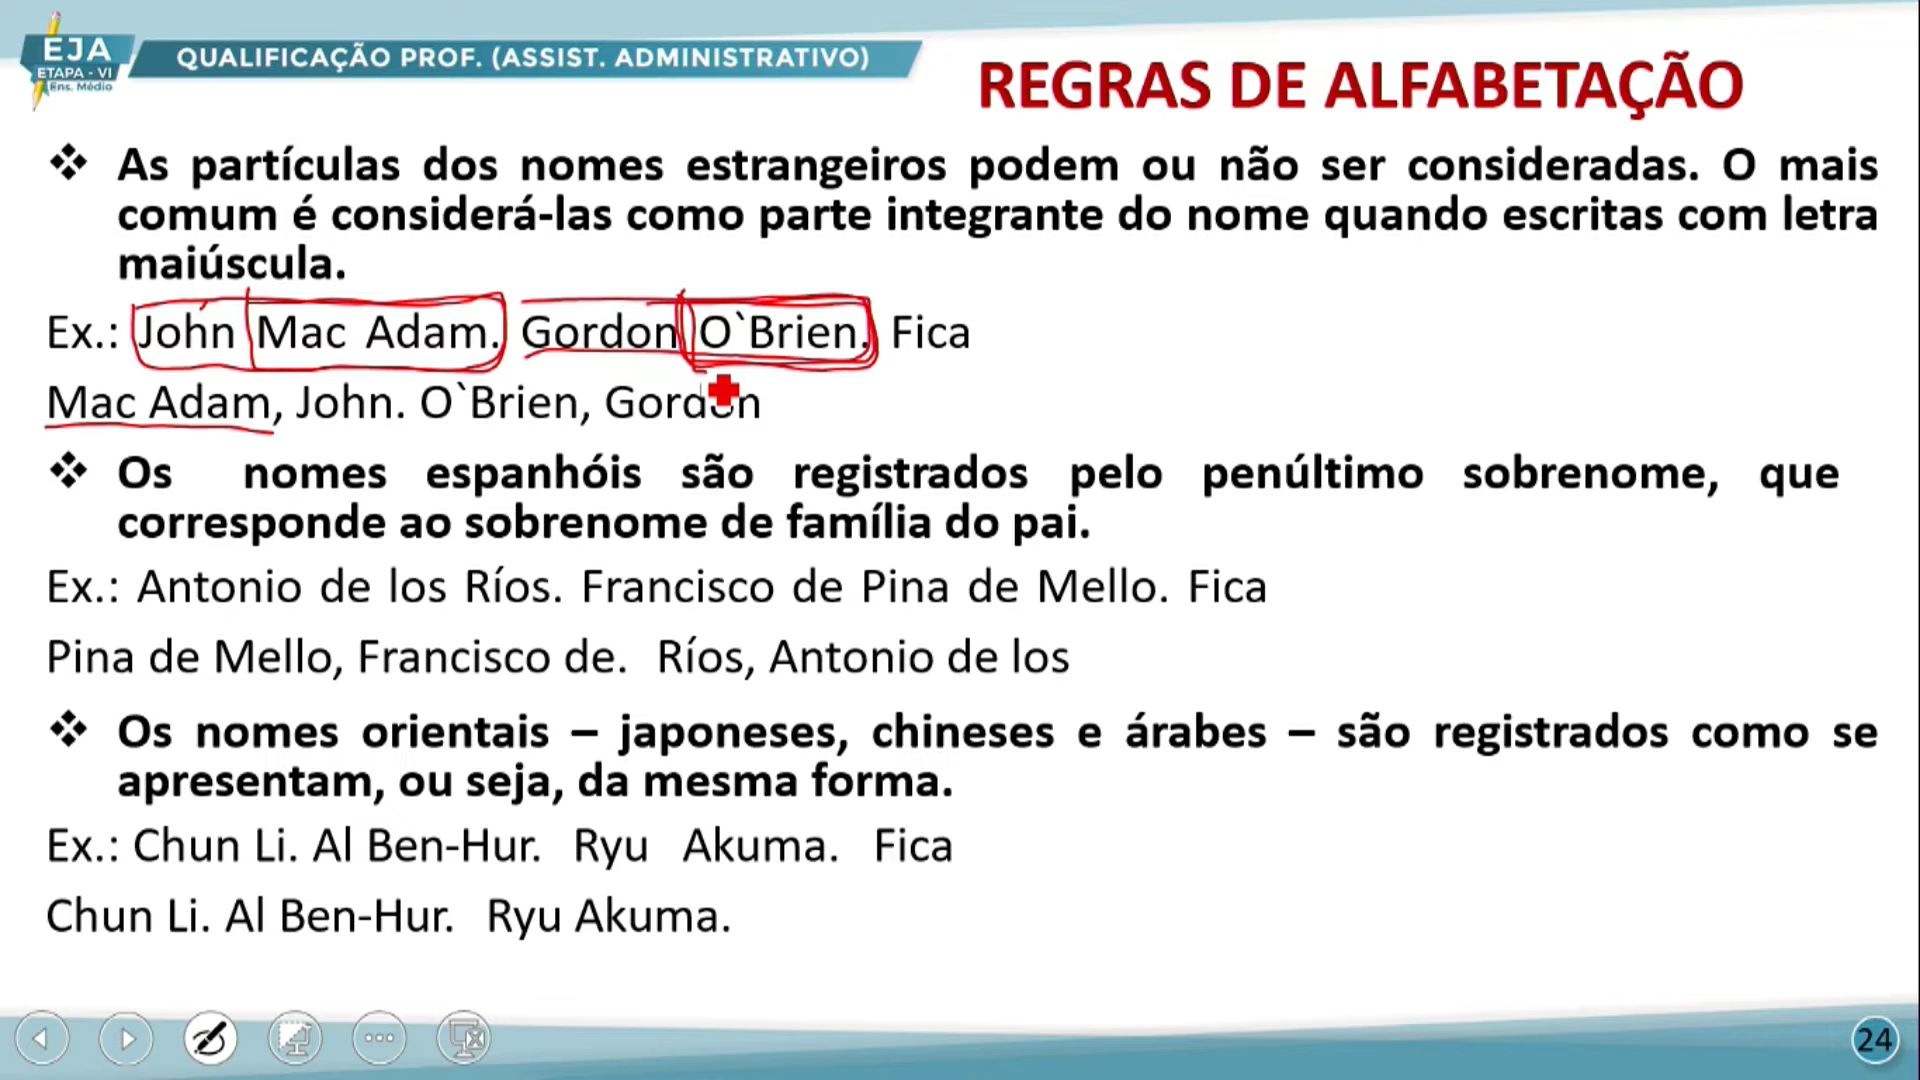 EJA
ETAPA - VI
Ens. Médio
QUALIFICAÇÃO PROF. (ASSIST. ADMINISTRATIVO)
REGRAS DE ALFABETAÇÃO
❖ As partículas dos nomes estrangeiros podem ou não ser consideradas. O mais
comum é considerá-las como parte integrante do nome quando escritas com letra
maiúscula.
Ex.: John Mac Adam. Gordon O`Brien. Fica
Mac Adam, John. O`Brien, Gordon
❖ Os nomes espanhóis são registrados pelo penúltimo sobrenome, que
corresponde ao sobrenome de família do pai.
Ex.: Antonio de los Ríos. Francisco de Pina de Mello. Fica
Pina de Mello, Francisco de. Ríos, Antonio de los
❖ Os nomes orientais – japoneses, chineses e árabes – são registrados como se
apresentam, ou seja, da mesma forma.
Ex.: Chun Li. Al Ben-Hur. Ryu Akuma. Fica
Chun Li. Al Ben-Hur. Ryu Akuma.
24